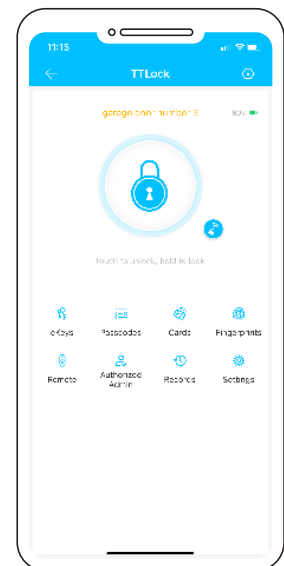 11:15
TTLock
garage door number 3
touch to unlock, hold to lock
eKeys Passcodes Cards Fingerprints
Remote Authorized Admin Records Settings